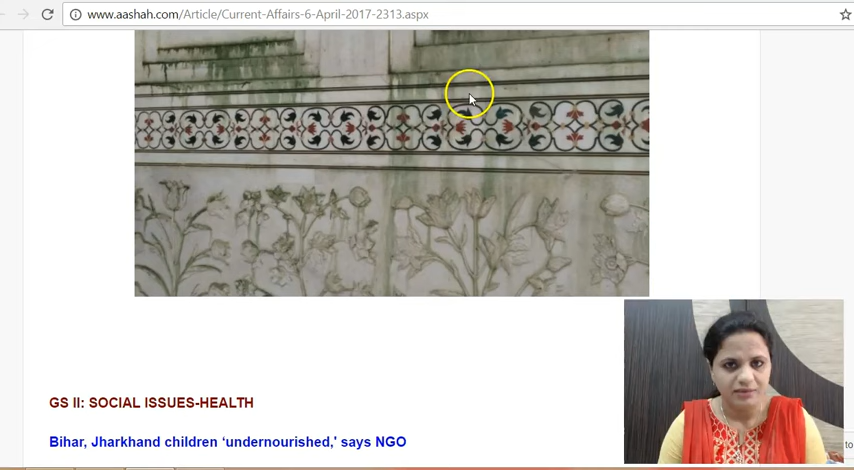 www.aashah.com/Article/Current-Affairs-6-April-2017-2313.aspx
GS II: SOCIAL ISSUES-HEALTH
Bihar, Jharkhand children ‘undernourished,’ says NGO
to